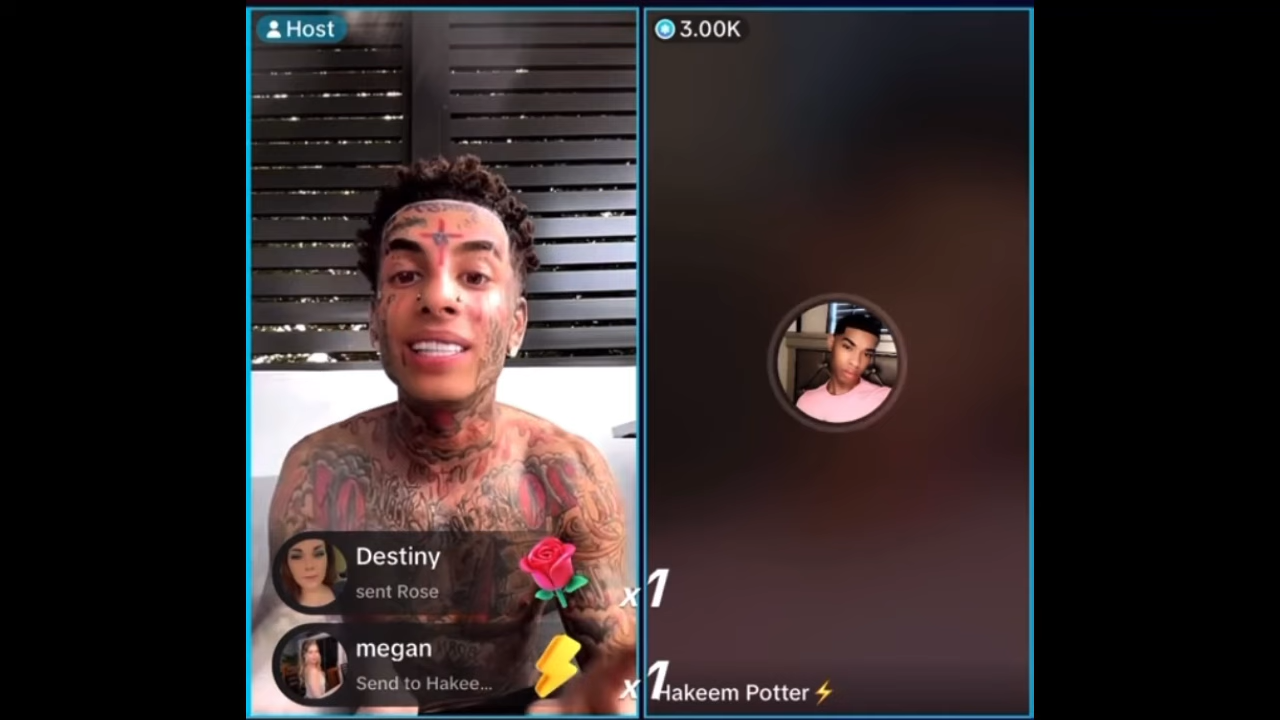 Host
3.00K
Destiny
sent Rose
x1
megan
Send to Hakee...
x1
Hakeem Potter⚡